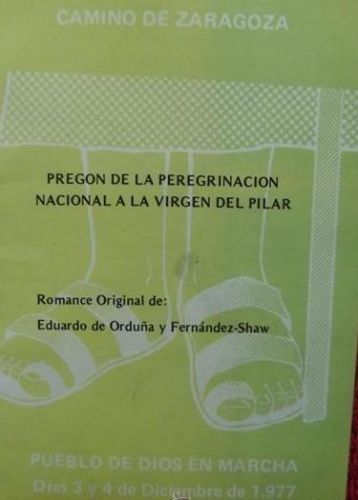 CAMINO DE ZARAGOZA
PREGON DE LA PEREGRINACION
NACIONAL A LA VIRGEN DEL PILAR
Romance Original de:
Eduardo de Orduña y Fernández-Shaw
PUEBLO DE DIOS EN MARCHA
Días 3 y 4 de Diciembre de 1.977